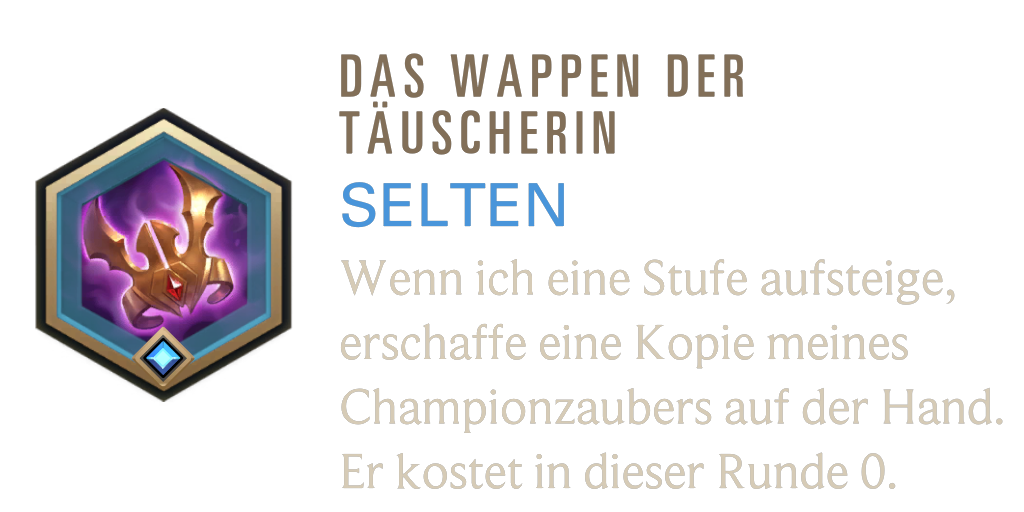 DAS WAPPEN DER
TÄUSCHERIN
SELTEN
Wenn ich eine Stufe aufsteige,
erschaffe eine Kopie meines
Championzaubers auf der Hand.
Er kostet in dieser Runde 0.